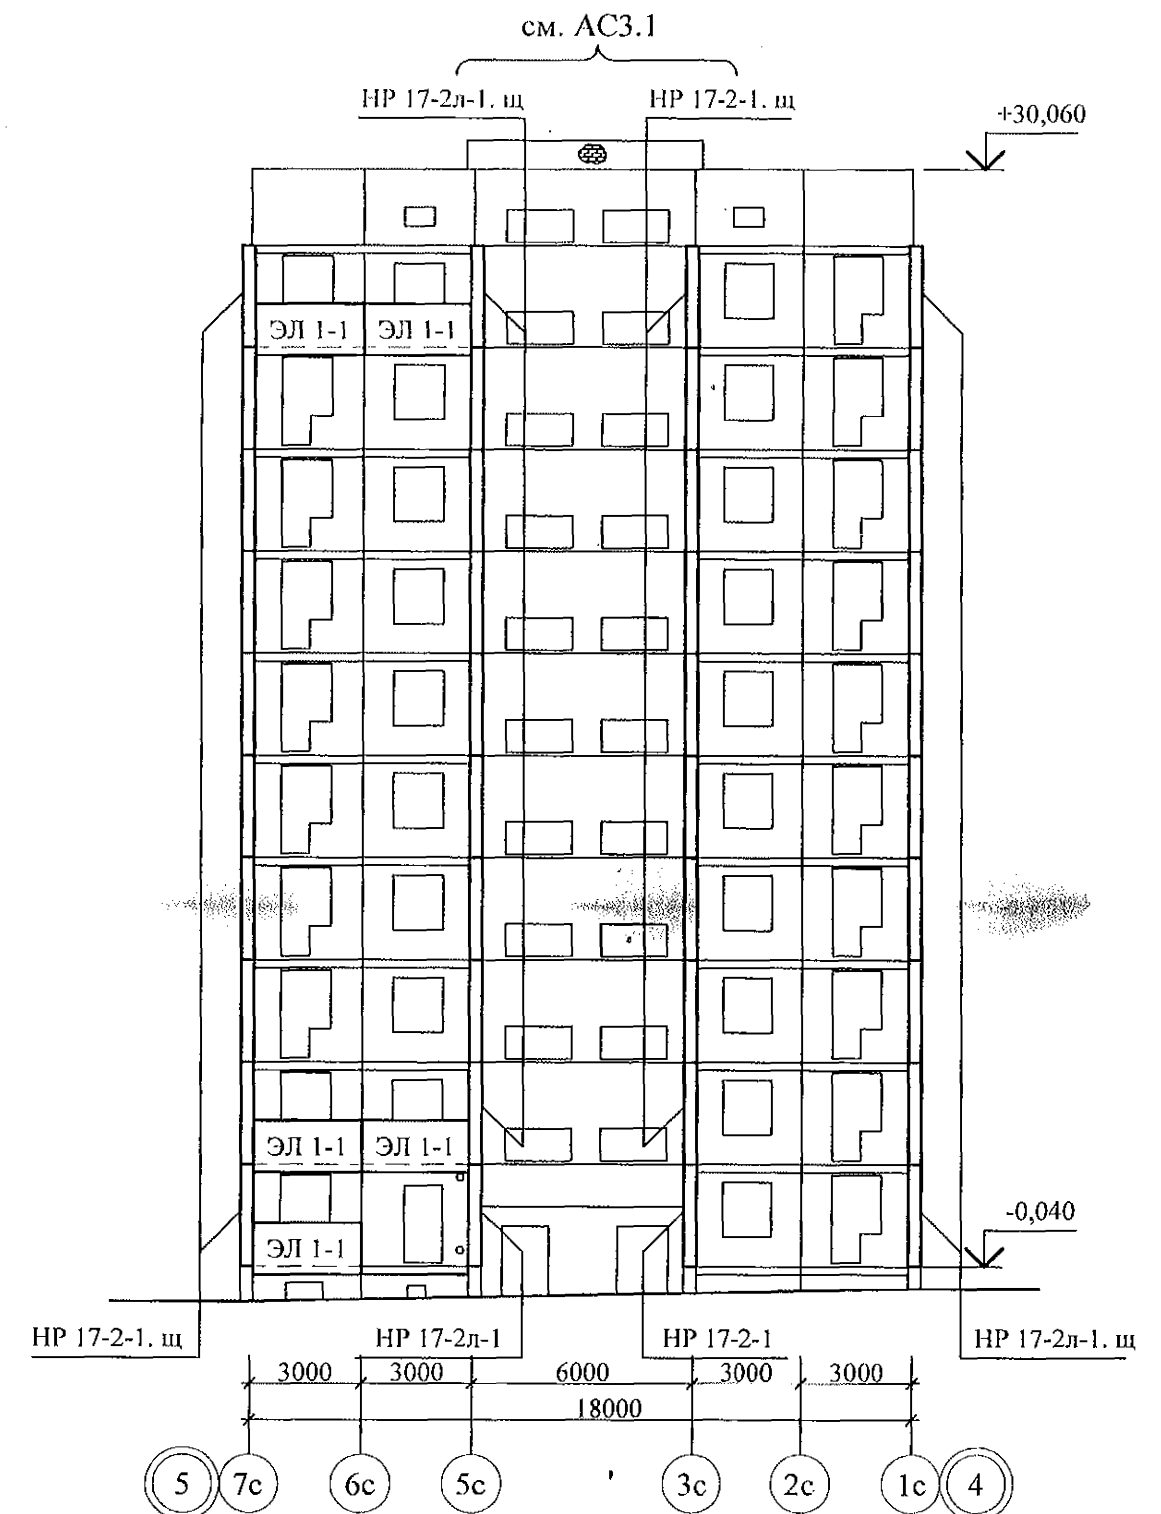 см. АС3.1
НР 17-2л-1. щ
НР 17-2-1. щ
+30,060
ЭЛ 1-1
ЭЛ 1-1
ЭЛ 1-1
ЭЛ 1-1
ЭЛ 1-1
-0,040
НР 17-2-1. щ
НР 17-2л-1
НР 17-2-1
НР 17-2л-1. щ
3000
3000
6000
3000
3000
18000
5
7с
6с
5с
3с
2с
1с
4